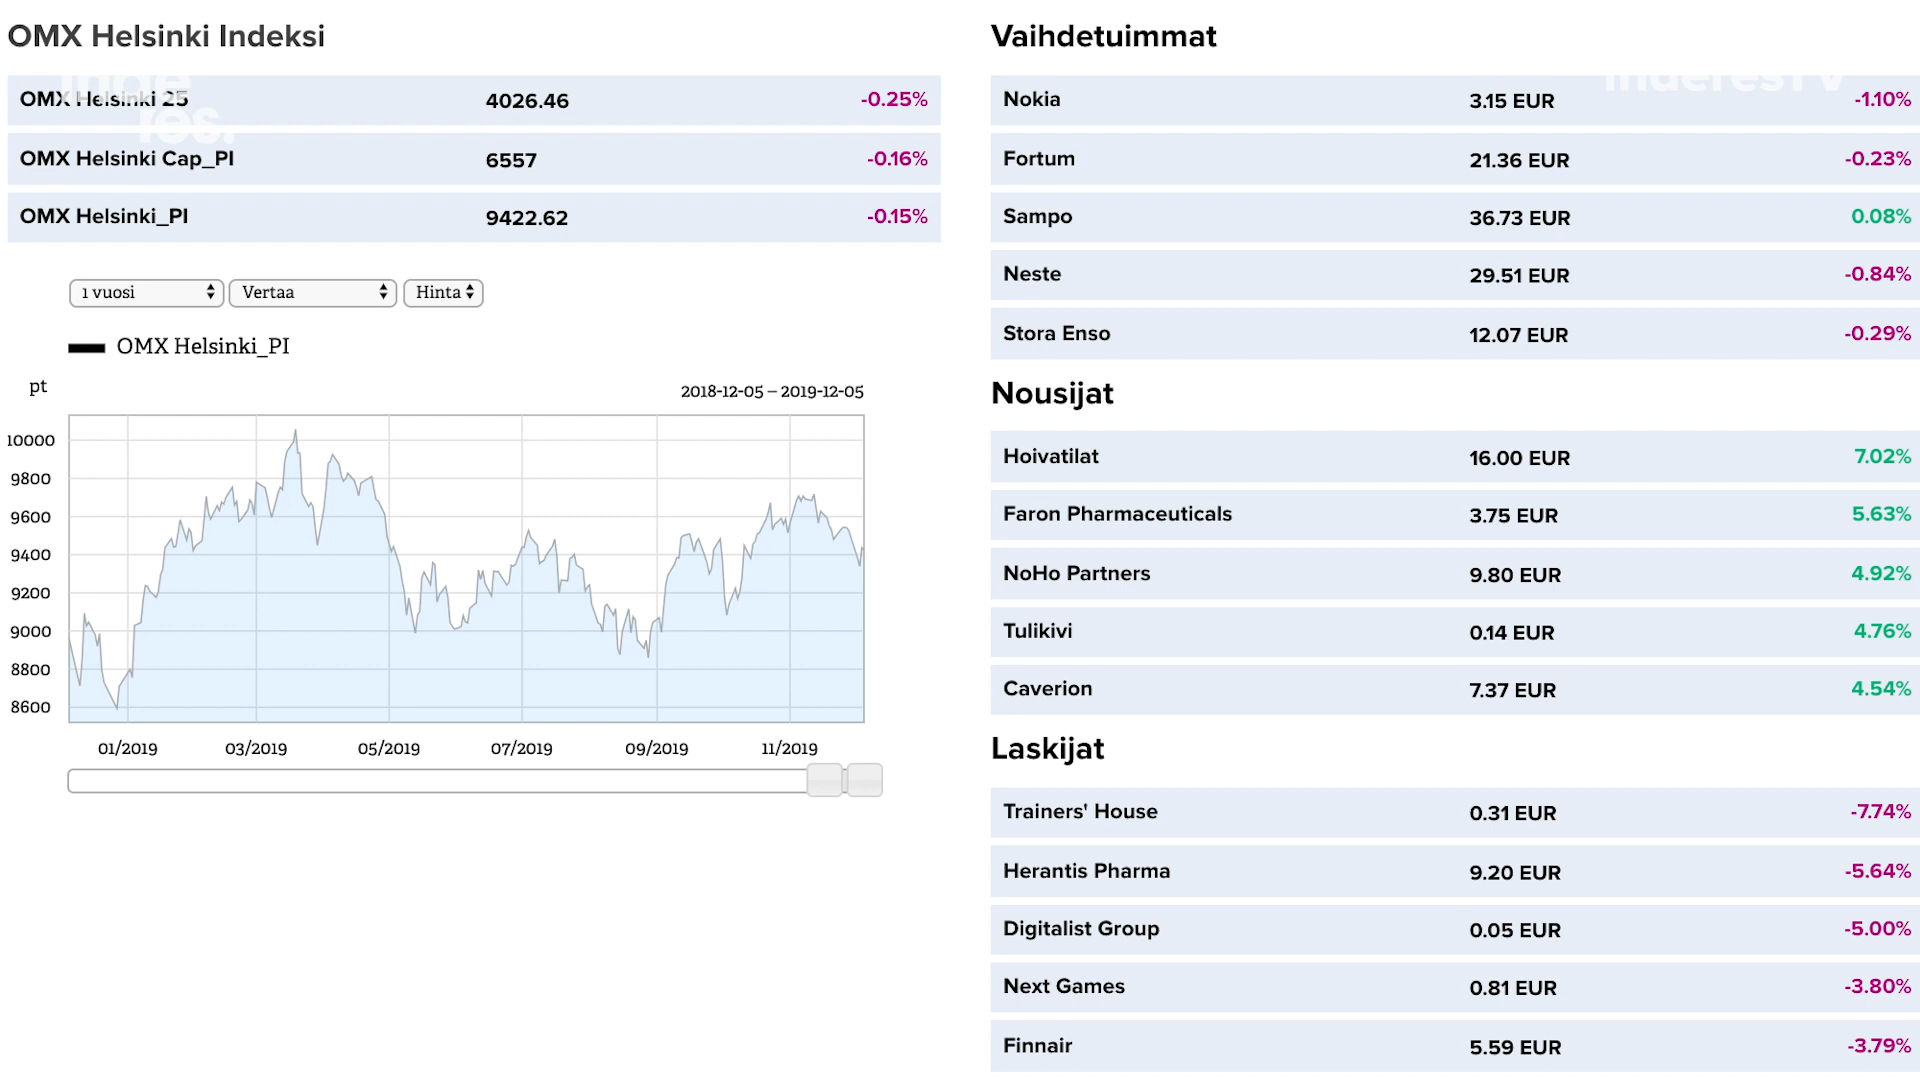 OMX Helsinki Indeksi
OMX Helsinki 25 4026.46 -0.25%
OMX Helsinki Cap_PI 6557 -0.16%
OMX Helsinki_PI 9422.62 -0.15%
1 vuosi Vertaa Hinta
OMX Helsinki_PI
pt
2018-12-05 – 2019-12-05
10000
9800
9600
9400
9200
9000
8800
8600
01/2019 03/2019 05/2019 07/2019 09/2019 11/2019
inde
res.
Vaihdetuimmat
inderesTV
Nokia 3.15 EUR -1.10%
Fortum 21.36 EUR -0.23%
Sampo 36.73 EUR 0.08%
Neste 29.51 EUR -0.84%
Stora Enso 12.07 EUR -0.29%
Nousijat
Hoivatilat 16.00 EUR 7.02%
Faron Pharmaceuticals 3.75 EUR 5.63%
NoHo Partners 9.80 EUR 4.92%
Tulikivi 0.14 EUR 4.76%
Caverion 7.37 EUR 4.54%
Laskijat
Trainers' House 0.31 EUR -7.74%
Herantis Pharma 9.20 EUR -5.64%
Digitalist Group 0.05 EUR -5.00%
Next Games 0.81 EUR -3.80%
Finnair 5.59 EUR -3.79%